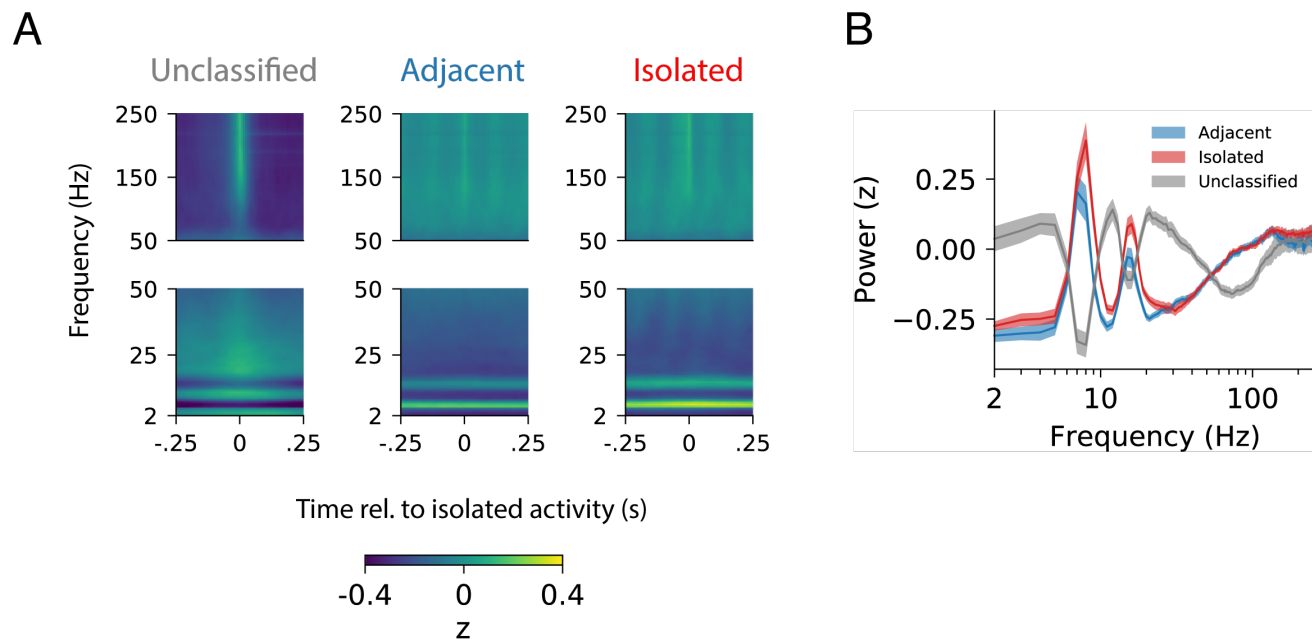 A
Unclassified
Adjacent
Isolated
Frequency (Hz)
250
150
50
250
150
50
250
150
50
50
25
2
50
25
2
50
25
2
-.25 0 .25
-.25 0 .25
-.25 0 .25
Time rel. to isolated activity (s)
-0.4 0 0.4
z
B
Adjacent
Isolated
Unclassified
Power (z)
0.25
0.00
−0.25
2 10 100
Frequency (Hz)